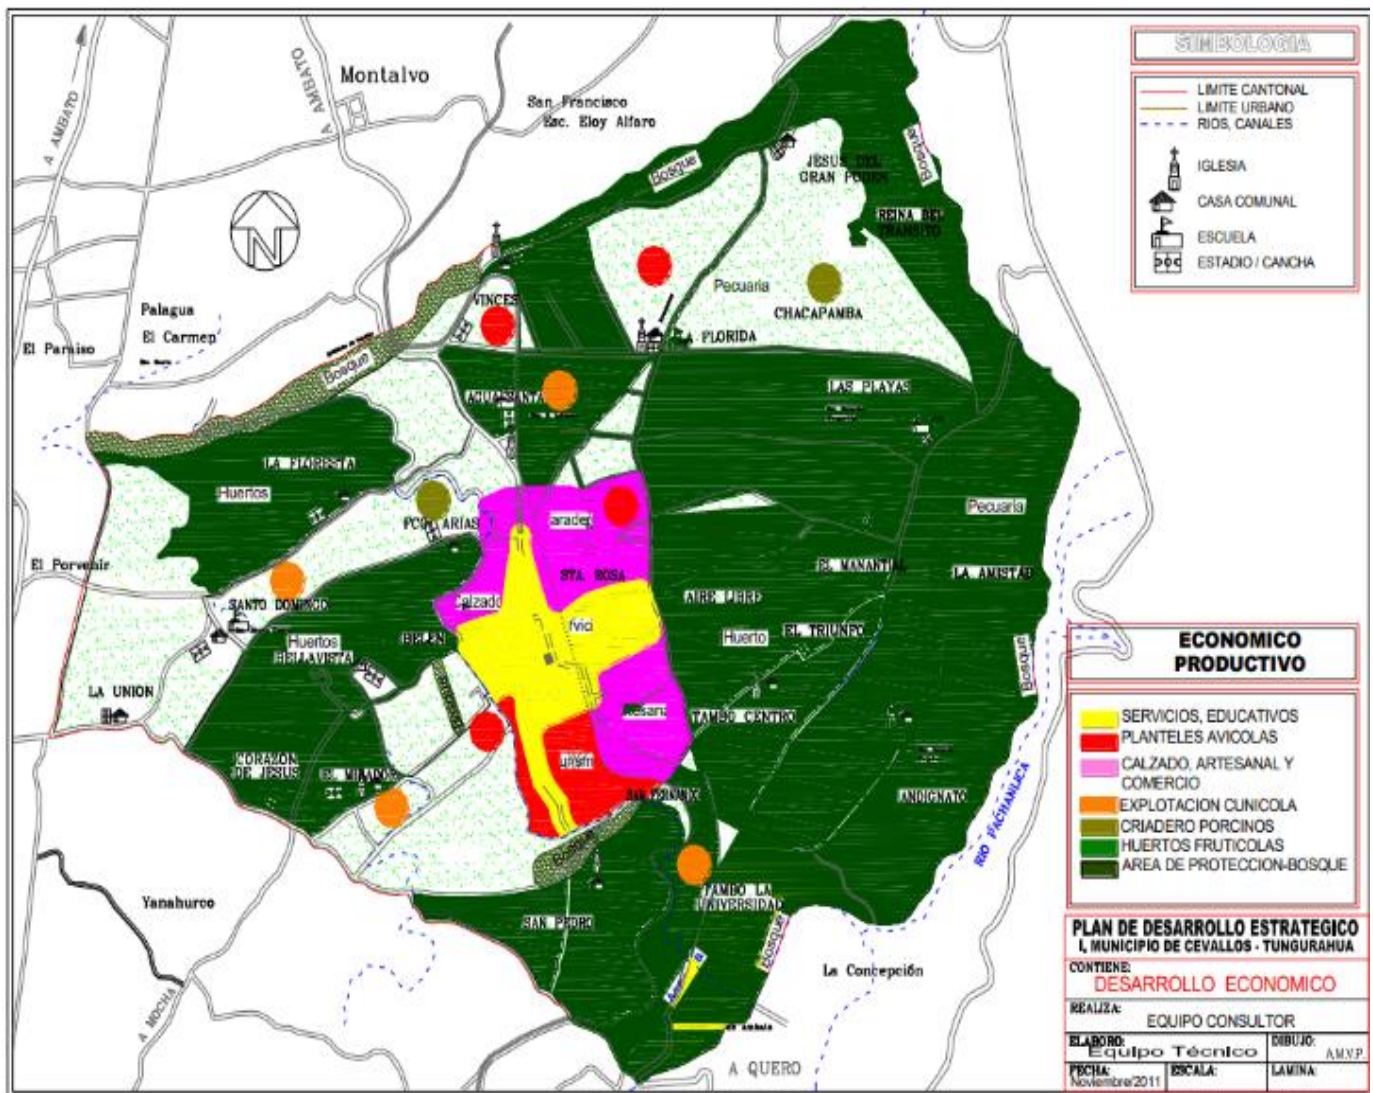 SIMBOLOGIA
LIMITE CANTONAL
LIMITE URBANO
RIOS, CANALES
IGLESIA
CASA COMUNAL
ESCUELA
ESTADIO / CANCHA
A AMBATO
A AMBATO
Montalvo
San Francisco
Esc. Eloy Alfaro
Bosque
Bosque
JESUS DEL
GRAN PODER
REINA DEL
TRANSITO
N
Palagua
El Carmen
El Paraiso
VINCES
Pecuaria
CHACAPAMBA
LA FLORIDA
Bosque
AGUASANTA
LAS PLAYAS
LA FLORESTA
Huertos
FCO. ARIAS
Pecuaria
El Porvenir
STA. ROSA
EL MANANTIAL
LA AMISTAD
SANTO DOMINGO
Calzado
AIRE LIBRE
Huertos
BELLAVISTA
BELEN
Huerto
EL TRIUNFO
Bosque
LA UNION
TAMBO CENTRO
CORAZON
DE JESUS
EL MIRADOR
SAN FERNANDO
ANDIGNATO
RIO PACHANLICA
Bosque
Yanahurco
TAMBO LA
UNIVERSIDAD
SAN PEDRO
Bosque
La Concepción
A MOCHA
A QUERO
ECONOMICO
PRODUCTIVO
SERVICIOS, EDUCATIVOS
PLANTELES AVICOLAS
CALZADO, ARTESANAL Y
COMERCIO
EXPLOTACION CUNICOLA
CRIADERO PORCINOS
HUERTOS FRUTICOLAS
AREA DE PROTECCION-BOSQUE
PLAN DE DESARROLLO ESTRATEGICO
I, MUNICIPIO DE CEVALLOS - TUNGURAHUA
CONTIENE:
DESARROLLO ECONOMICO
REALIZA:
EQUIPO CONSULTOR
ELABORO:
Equipo Técnico
DIBUJO:
A.M.V.P.
FECHA:
Noviembre/2011
ESCALA:
LAMINA: